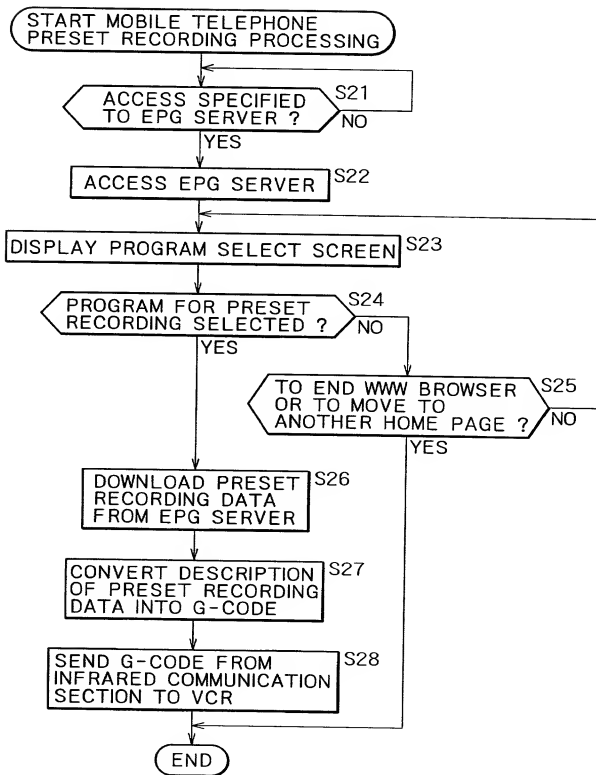 START MOBILE TELEPHONE
PRESET RECORDING PROCESSING
S21
ACCESS SPECIFIED
TO EPG SERVER ?
NO
YES
S22
ACCESS EPG SERVER
DISPLAY PROGRAM SELECT SCREEN
S23
S24
PROGRAM FOR PRESET
RECORDING SELECTED ?
NO
YES
S25
TO END WWW BROWSER
OR TO MOVE TO
ANOTHER HOME PAGE ?
NO
YES
S26
DOWNLOAD PRESET
RECORDING DATA
FROM EPG SERVER
S27
CONVERT DESCRIPTION
OF PRESET RECORDING
DATA INTO G-CODE
S28
SEND G-CODE FROM
INFRARED COMMUNICATION
SECTION TO VCR
END